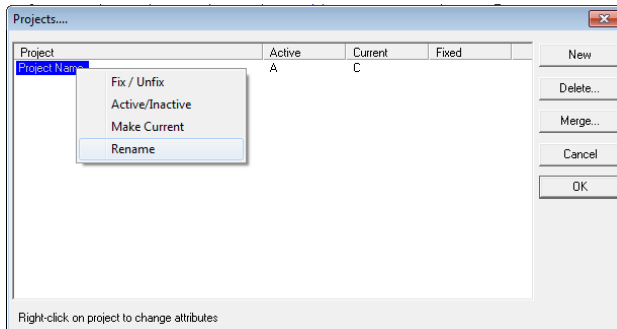 Projects....
Project Active Current Fixed New
Project Name A C
Fix / Unfix
Active/Inactive
Make Current
Rename
Delete...
Merge...
Cancel
OK
Right-click on project to change attributes